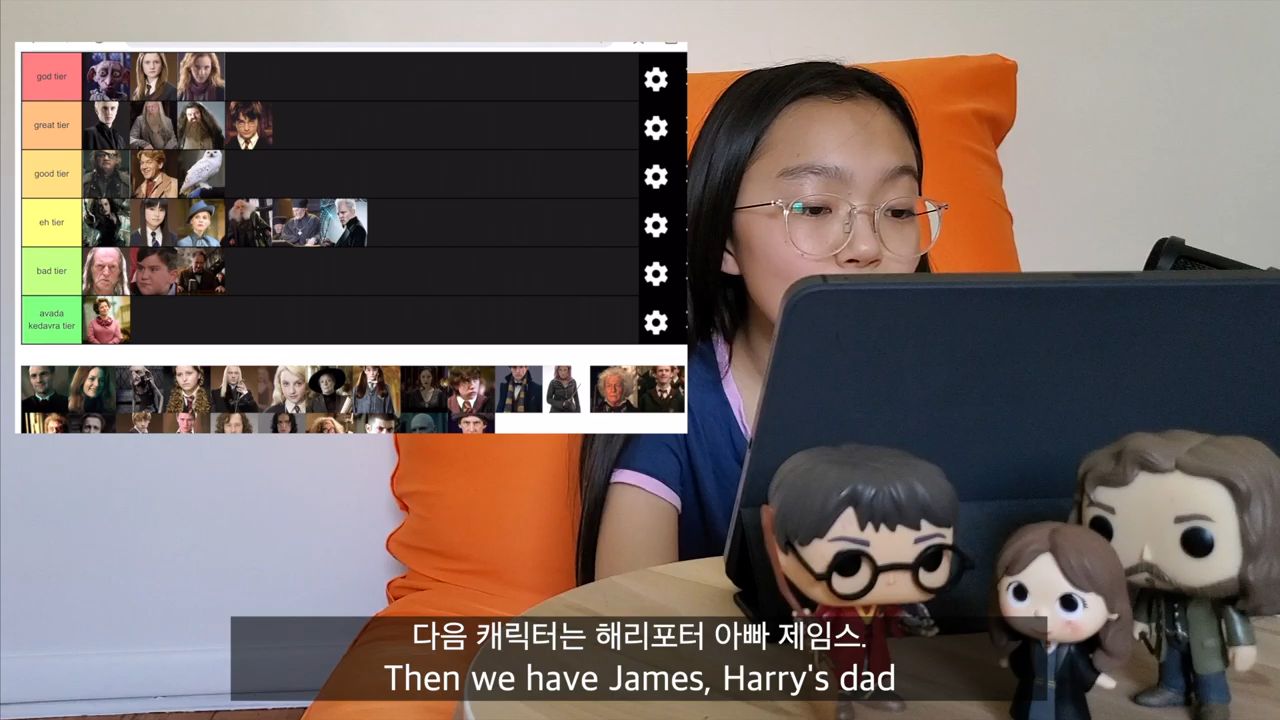 god tier
great tier
good tier
eh tier
bad tier
avada
kedavra tier
다음 캐릭터는 해리포터 아빠 제임스.
Then we have James, Harry's dad